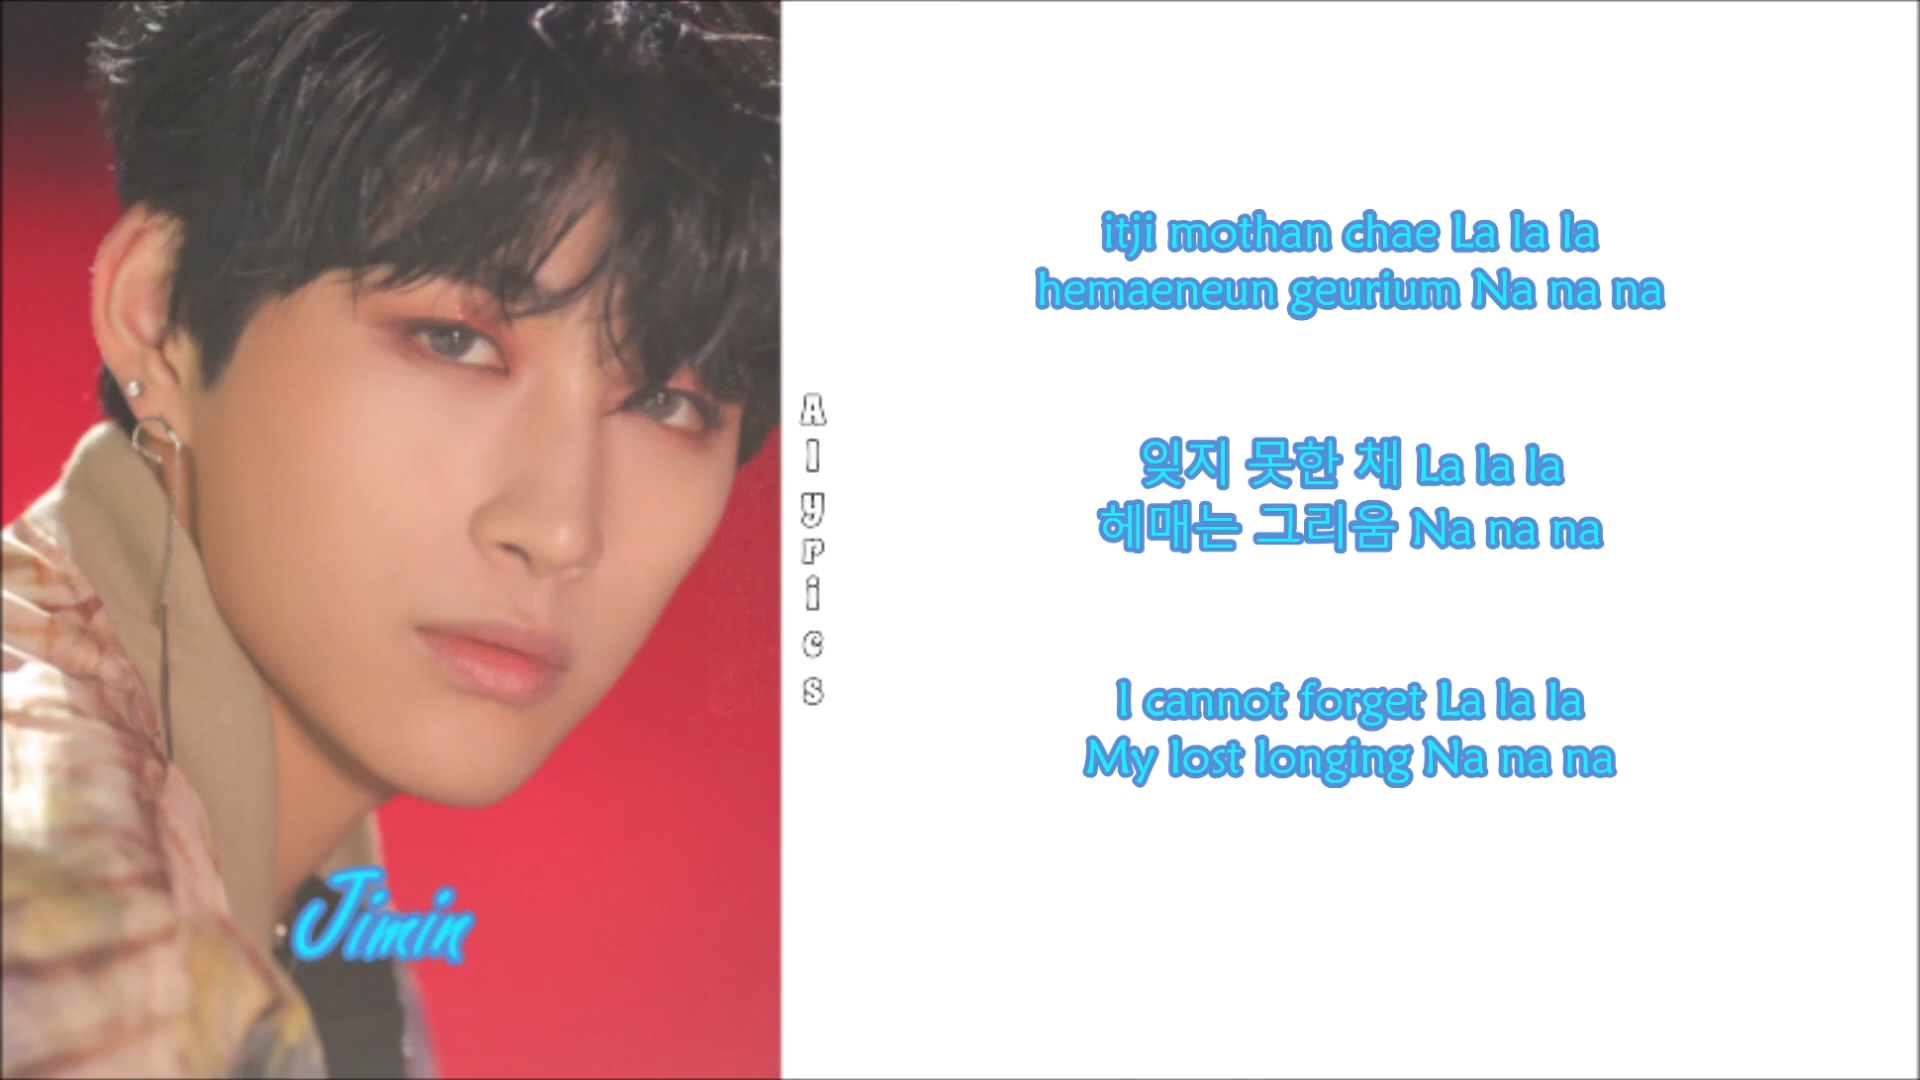 Jimin
Alyrics
itji mothan chae La la la
hemaeneun geurium Na na na
잊지 못한 채 La la la
헤매는 그리움 Na na na
I cannot forget La la la
My lost longing Na na na